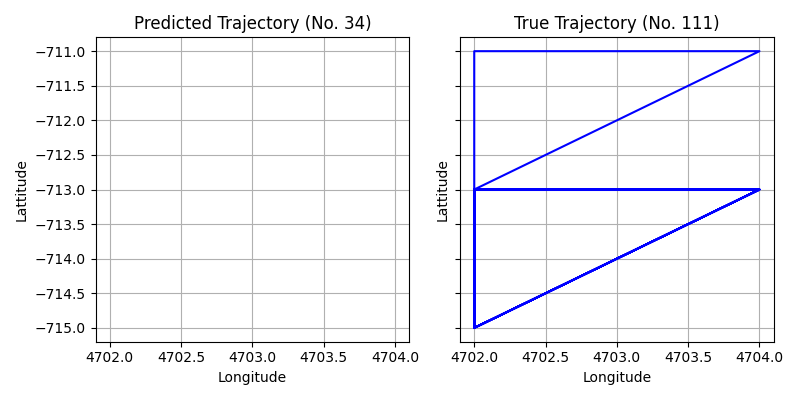 Predicted Trajectory (No. 34)
−711.0
−711.5
−712.0
−712.5
−713.0
−713.5
−714.0
−714.5
−715.0
Lattitude
4702.0 4702.5 4703.0 4703.5 4704.0
Longitude
True Trajectory (No. 111)
Lattitude
4702.0 4702.5 4703.0 4703.5 4704.0
Longitude